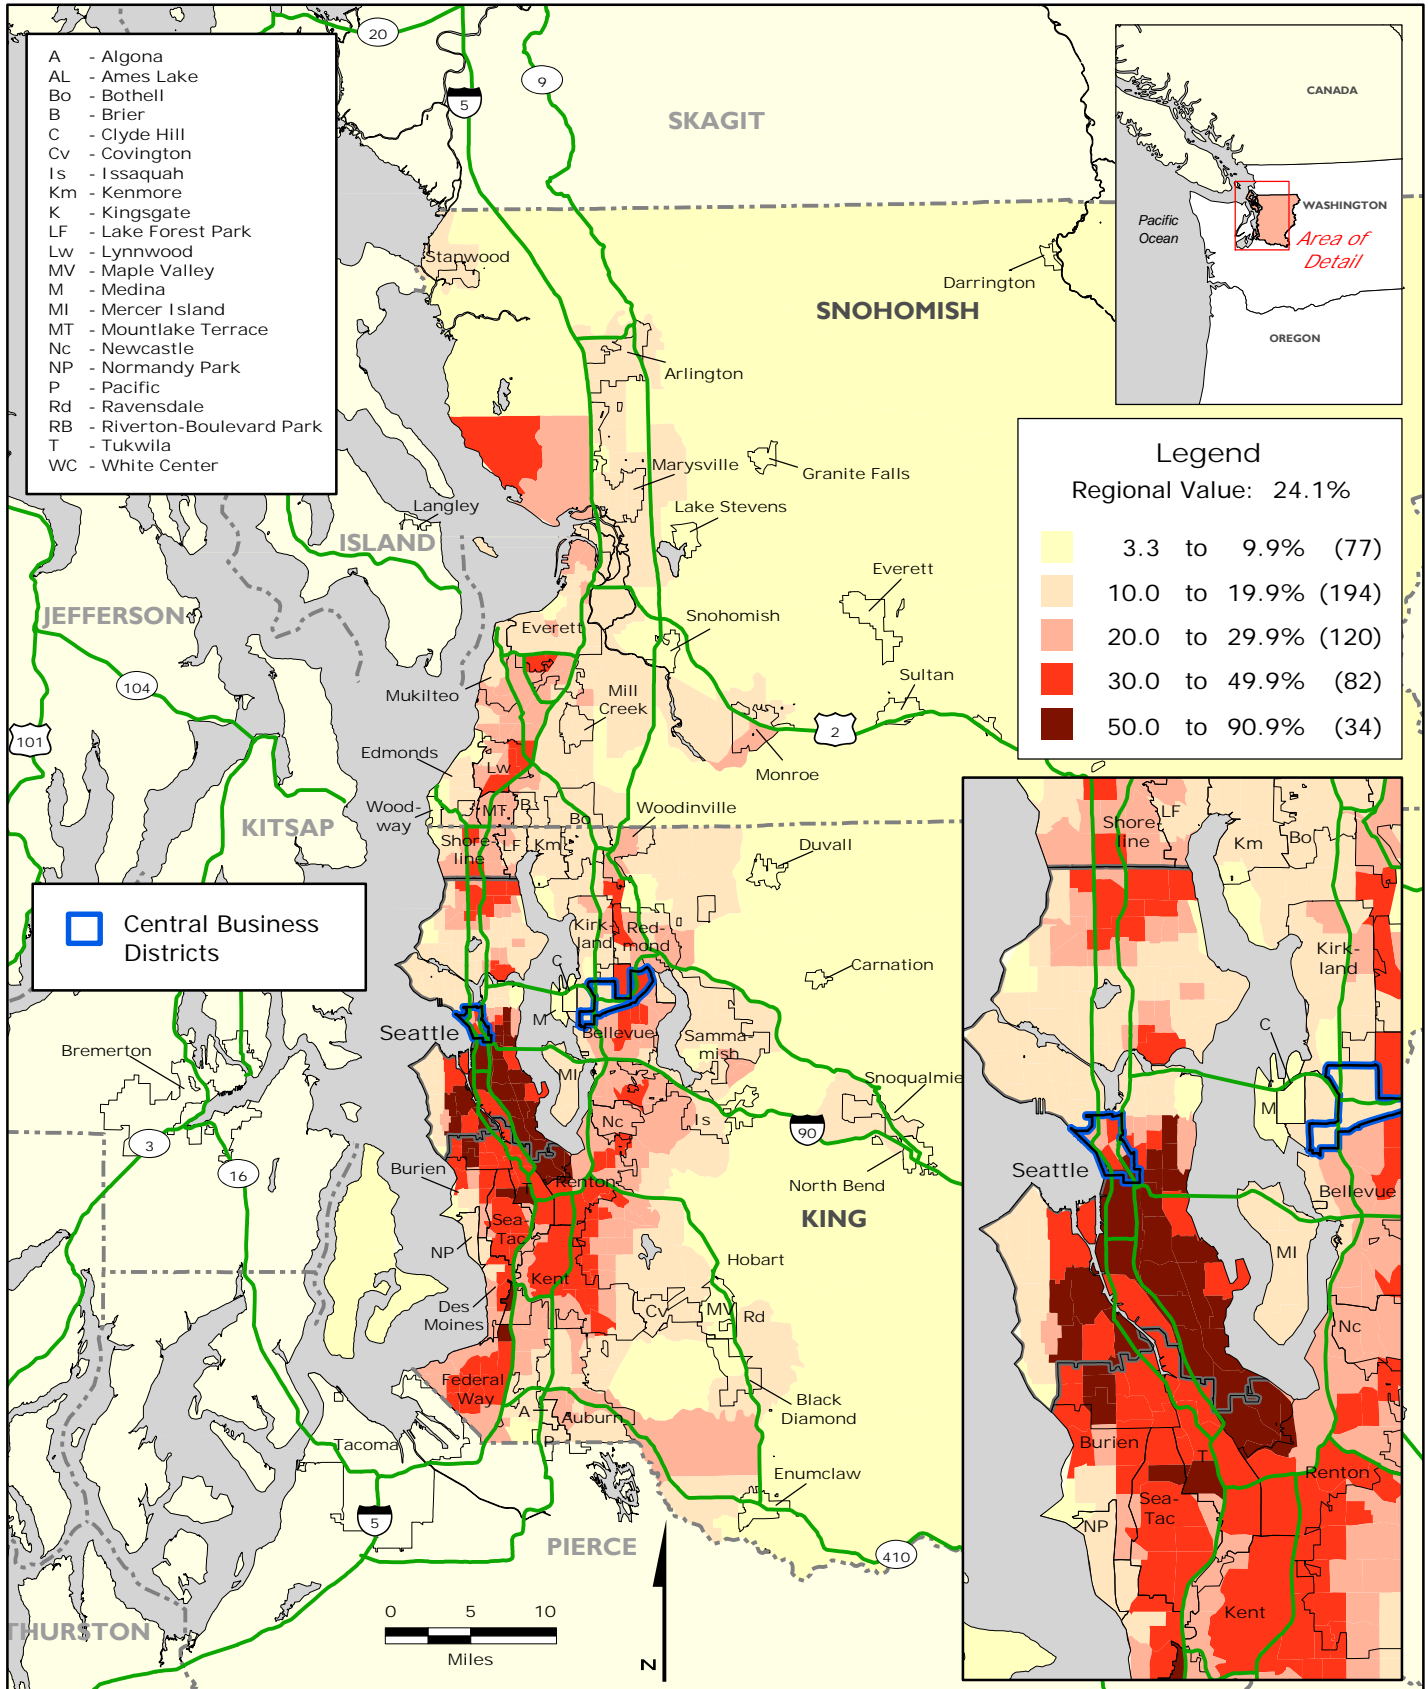 A - Algona
AL - Ames Lake
Bo - Bothell
B - Brier
C - Clyde Hill
Cv - Covington
Is - Issaquah
Km - Kenmore
K - Kingsgate
LF - Lake Forest Park
Lw - Lynnwood
MV - Maple Valley
M - Medina
MI - Mercer Island
MT - Mountlake Terrace
Nc - Newcastle
NP - Normandy Park
P - Pacific
Rd - Ravensdale
RB - Riverton-Boulevard Park
T - Tukwila
WC - White Center
20
5
9
SKAGIT
CANADA
WASHINGTON
Pacific
Ocean
Area of
Detail
OREGON
Stanwood
Darrington
SNOHOMISH
Arlington
Marysville
Granite Falls
Lake Stevens
Langley
ISLAND
JEFFERSON
Everett
Snohomish
Everett
Sultan
Legend
Regional Value: 24.1%
3.3 to 9.9% (77)
10.0 to 19.9% (194)
20.0 to 29.9% (120)
30.0 to 49.9% (82)
50.0 to 90.9% (34)
104
101
Mukilteo
Mill
Creek
2
Monroe
Edmonds
Lw
Wood-
way
MT
B
Bo
Woodinville
KITSAP
Shore-
line
LF
Km
Duvall
Central Business
Districts
Kirk-
land
Red-
mond
C
Carnation
M
Seattle
Bellevue
Samma-
mish
Bremerton
MI
Snoqualmie
Nc
Is
90
3
16
Burien
Renton
T
North Bend
KING
Sea-
Tac
NP
Hobart
Kent
Des
Moines
Cv
MV
Rd
Federal
Way
A
Auburn
Black
Diamond
P
Tacoma
Enumclaw
5
PIERCE
410
THURSTON
0 5 10
Miles
N
Shore-
line
LF
Km
Bo
Kirk-
land
C
M
Seattle
Bellevue
MI
Nc
Burien
T
Renton
Sea-
Tac
NP
Kent